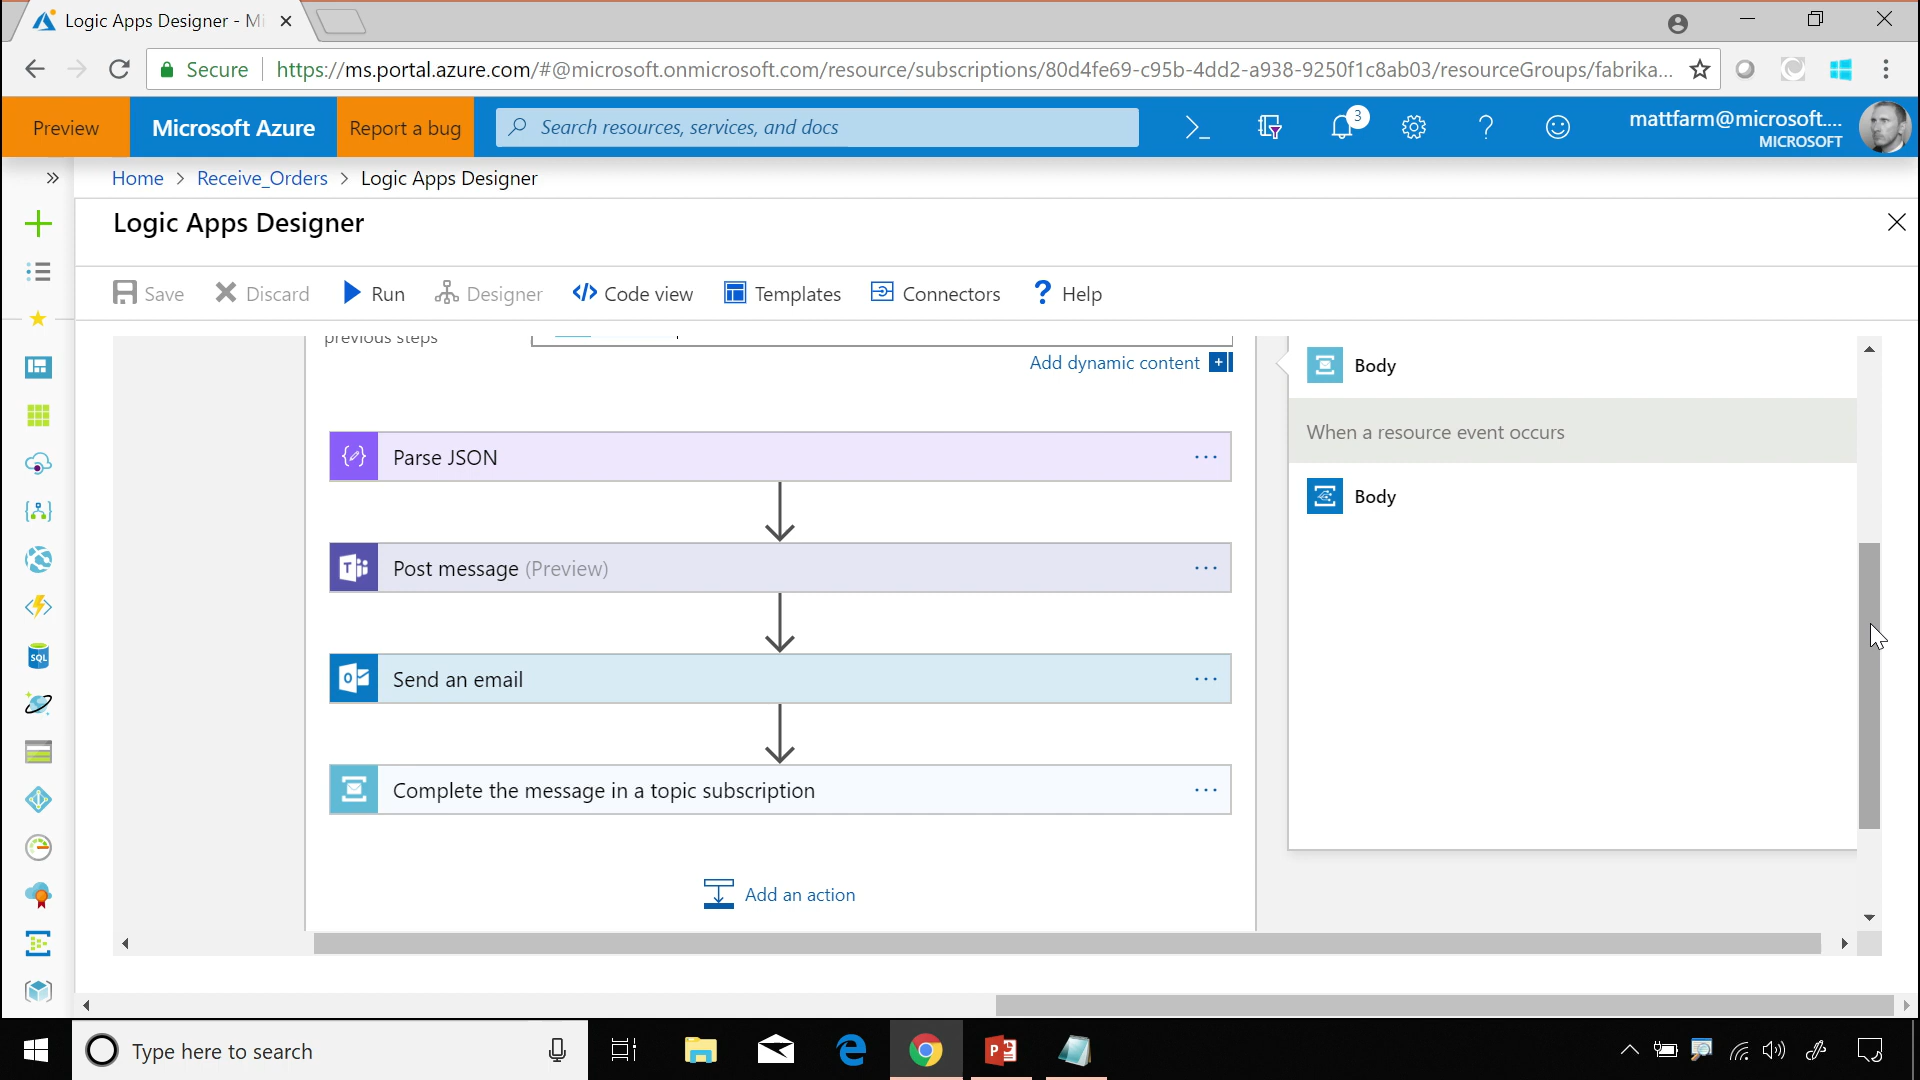 Logic Apps Designer - Mi
Secure
https://ms.portal.azure.com/#@microsoft.onmicrosoft.com/resource/subscriptions/80d4fe69-c95b-4dd2-a938-9250f1c8ab03/resourceGroups/fabrika...
Preview
Microsoft Azure
Report a bug
Search resources, services, and docs
3
mattfarm@microsoft....
MICROSOFT
Home > Receive_Orders > Logic Apps Designer
Logic Apps Designer
Save
Discard
Run
Designer
Code view
Templates
Connectors
Help
previous steps
Add dynamic content
Body
When a resource event occurs
Body
Parse JSON
Post message (Preview)
Send an email
Complete the message in a topic subscription
Add an action
SQL
Type here to search